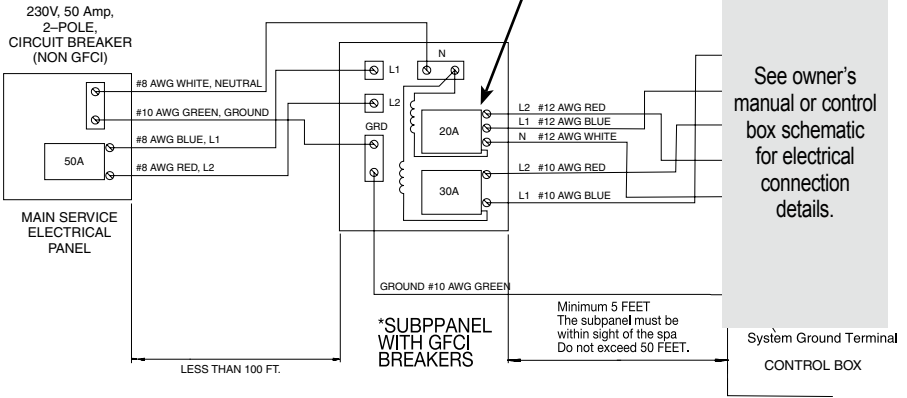 230V, 50 Amp,
2–POLE,
CIRCUIT BREAKER
(NON GFCI)
#8 AWG WHITE, NEUTRAL
#10 AWG GREEN, GROUND
#8 AWG BLUE, L1
50A
#8 AWG RED, L2
MAIN SERVICE
ELECTRICAL
PANEL
N
L1
L2
GRD
20A
30A
L2 #12 AWG RED
L1 #12 AWG BLUE
N #12 AWG WHITE
L2 #10 AWG RED
L1 #10 AWG BLUE
GROUND #10 AWG GREEN
See owner's
manual or control
box schematic
for electrical
connection
details.
*SUBPPANEL
WITH GFCI
BREAKERS
Minimum 5 FEET
The subpanel must be
within sight of the spa
Do not exceed 50 FEET.
LESS THAN 100 FT.
System Ground Terminal
CONTROL BOX